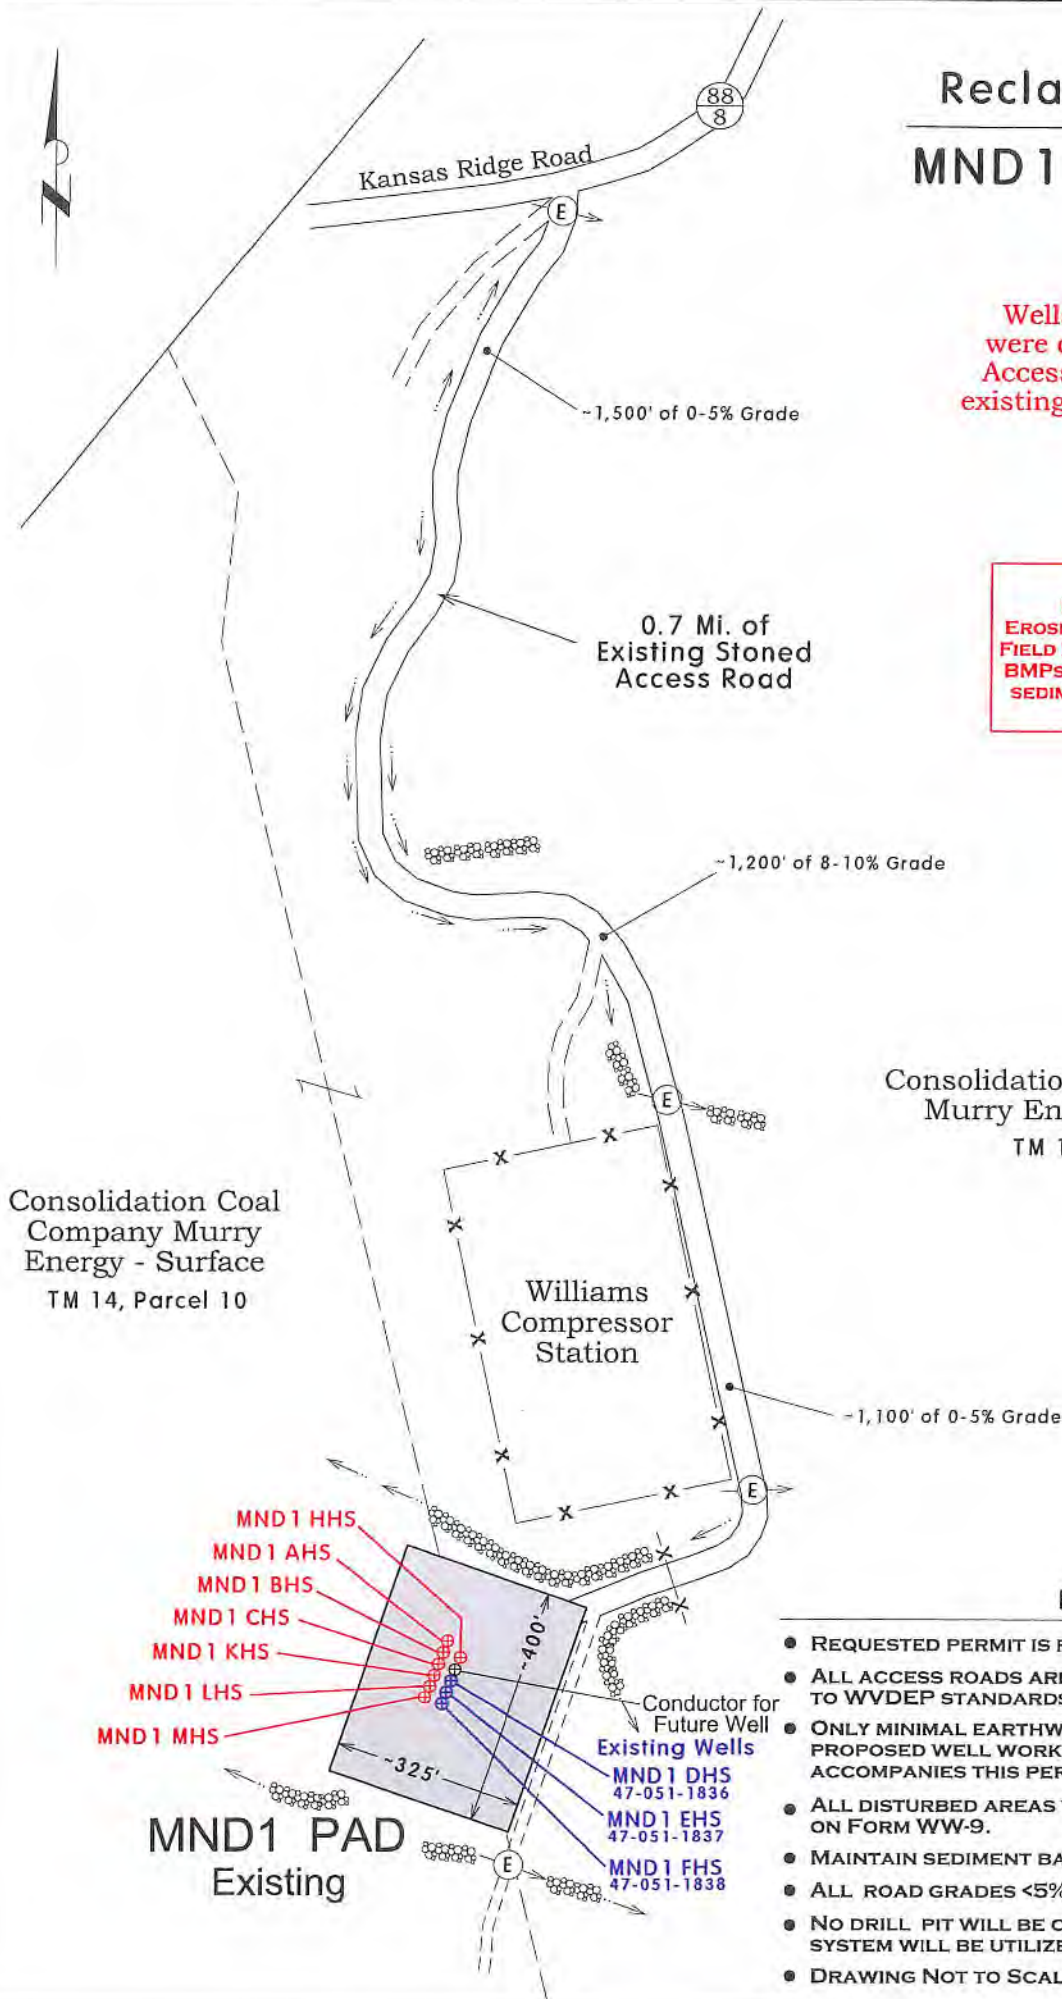 Recla
MND 1
N
88
8
Kansas Ridge Road
E
Well
were
Access
existing
~1,500' of 0-5% Grade
0.7 Mi. of
Existing Stoned
Access Road
EROS
FIELD
BMPS
SEDI
~1,200' of 8-10% Grade
E
Consolidatio
Murry En
TM 1
Consolidation Coal
Company Murry
Energy - Surface
TM 14, Parcel 10
Williams
Compressor
Station
~1,100' of 0-5% Grade
E
MND1 HHS
MND1 AHS
MND1 BHS
MND1 CHS
MND1 KHS
MND1 LHS
MND1 MHS
~400'
~325'
Conductor for
Future Well
Existing Wells
MND1 DHS
47-051-1836
MND1 EHS
47-051-1837
MND1 FHS
47-051-1838
MND1 PAD
Existing
E
REQUESTED PERMIT IS
ALL ACCESS ROADS AR
TO WVDEP STANDARDS
ONLY MINIMAL EARTHW
PROPOSED WELL WORK
ACCOMPANIES THIS PER
ALL DISTURBED AREAS
ON FORM WW-9.
MAINTAIN SEDIMENT BA
ALL ROAD GRADES <5%
NO DRILL PIT WILL BE
SYSTEM WILL BE UTILIZE
DRAWING NOT TO SCAL